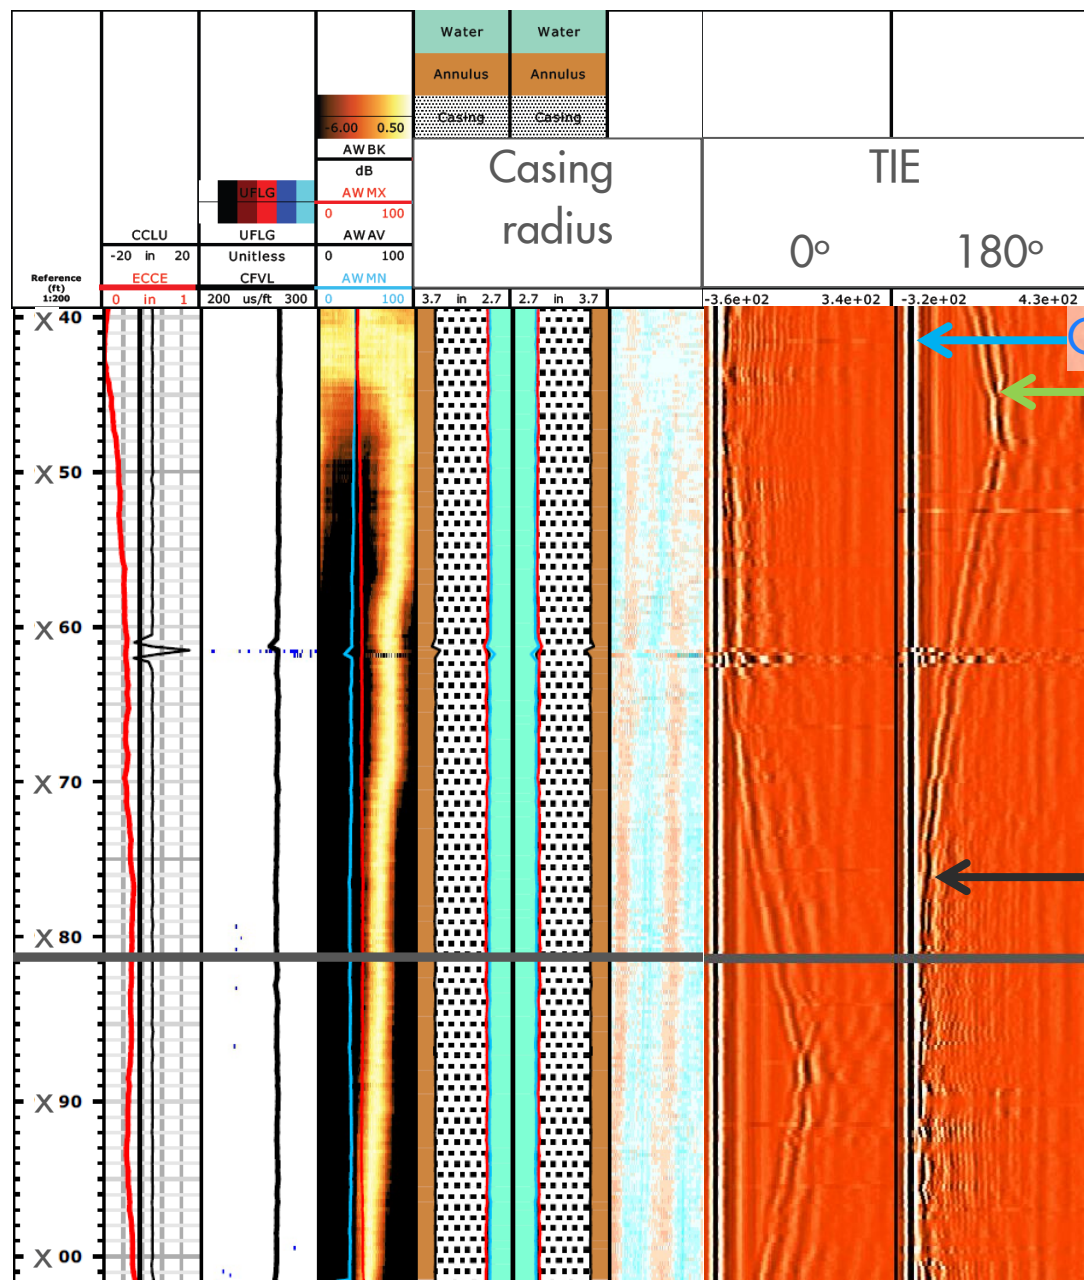 Water Water
Annulus Annulus
Casing Casing
-6.00 0.50
AWBK
dB
UFLG AWMX
0 100
CCLU UFLG AWAV
-20 in 20 Unitless 0 100
Reference
(ft)
1:200
ECCE CFVL AWMN
0 in 1 200 us/ft 300 0 100
Casing
radius
3.7 in 2.7 2.7 in 3.7
TIE
0º 180º
-3.6e+02 3.4e+02 -3.2e+02 4.3e+02
X 40
X 50
X 60
X 70
X 80
X 90
X 00